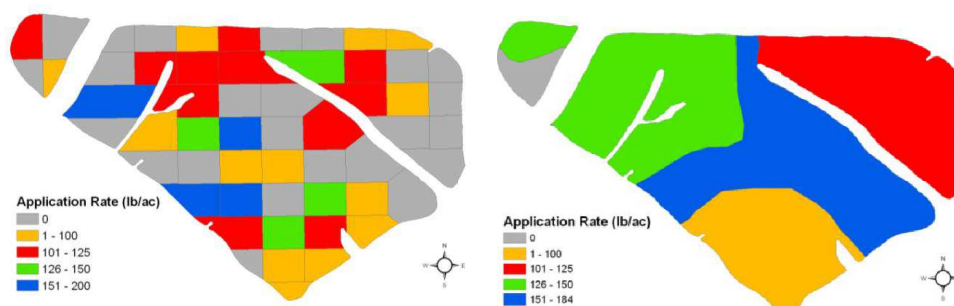 Application Rate (lb/ac)
0
1 - 100
101 - 125
126 - 150
151 - 200
N
W
E
S
Application Rate (lb/ac)
0
1 - 100
101 - 125
126 - 150
151 - 184
N
W
S